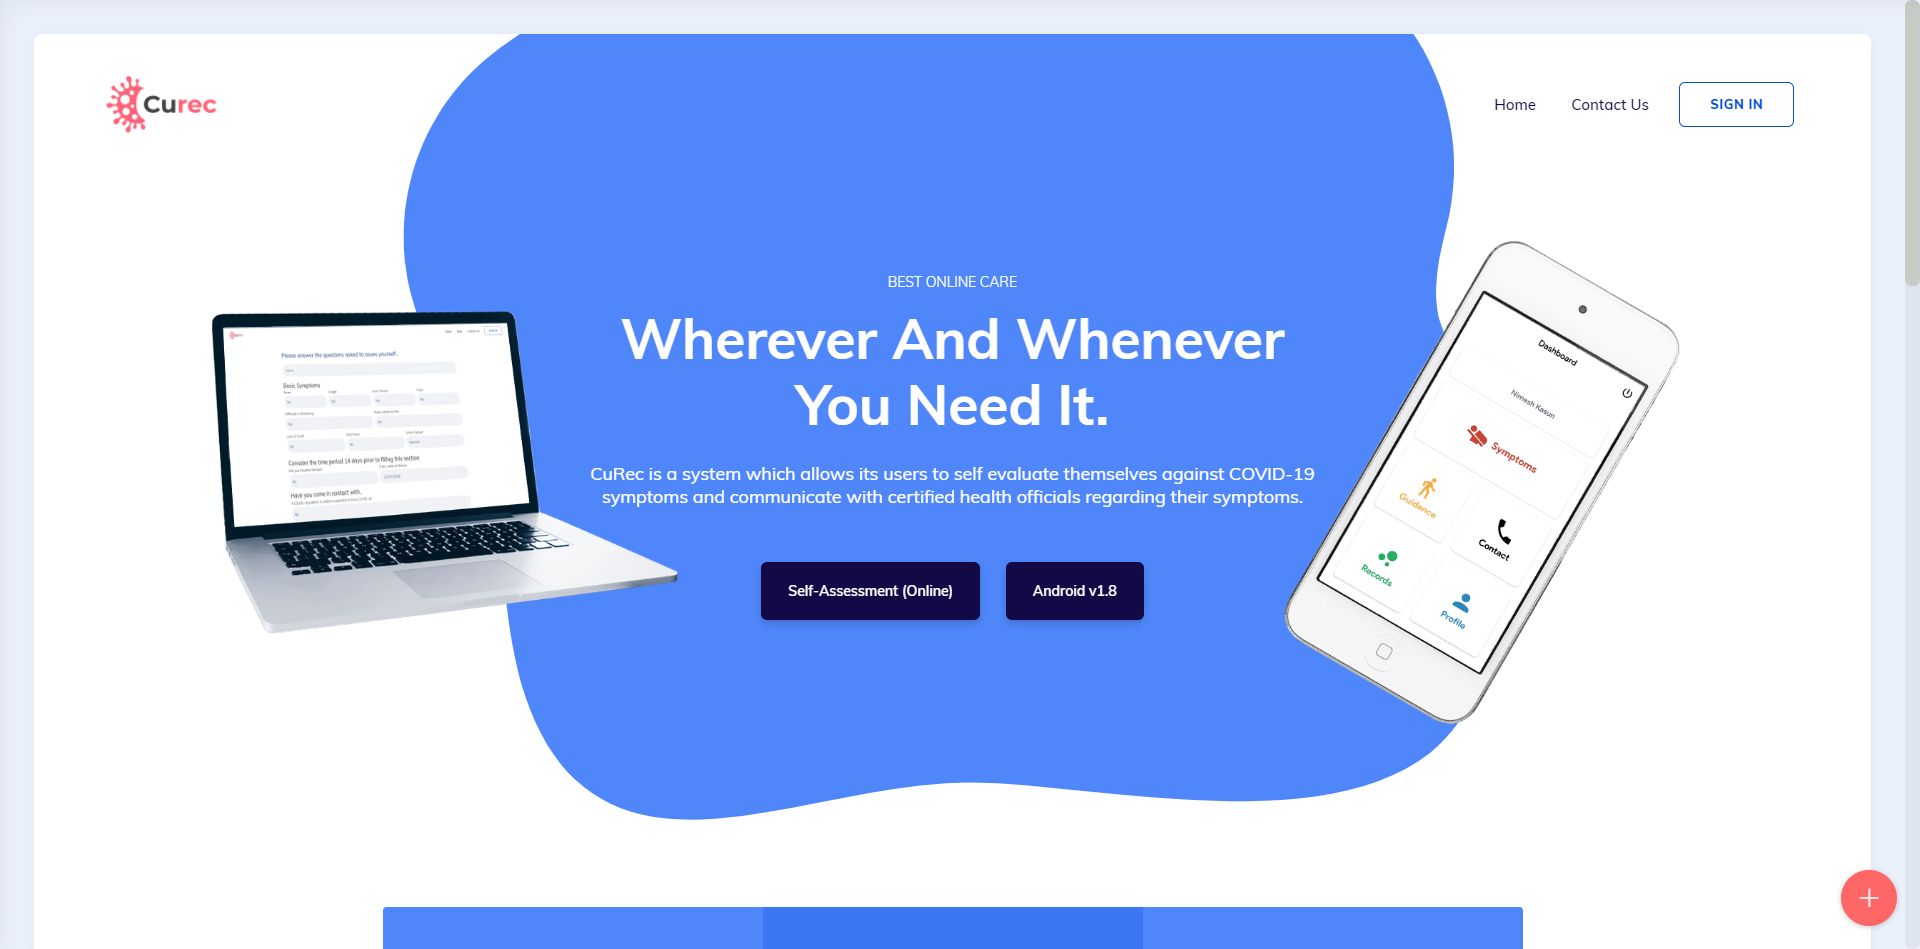 Curec
Home
Contact Us
SIGN IN
BEST ONLINE CARE
Wherever And Whenever
You Need It.
CuRec is a system which allows its users to self evaluate themselves against COVID-19
symptoms and communicate with certified health officials regarding their symptoms.
Self-Assessment (Online)
Android v1.8
Please answer the questions asked to asses yourself.
Basic Symptoms
Consider the time period 14 days prior to filling this section
Have you come in contact with..
Dashboard
Nimesh Kasun
Symptoms
Guidance
Contact
Records
Profile